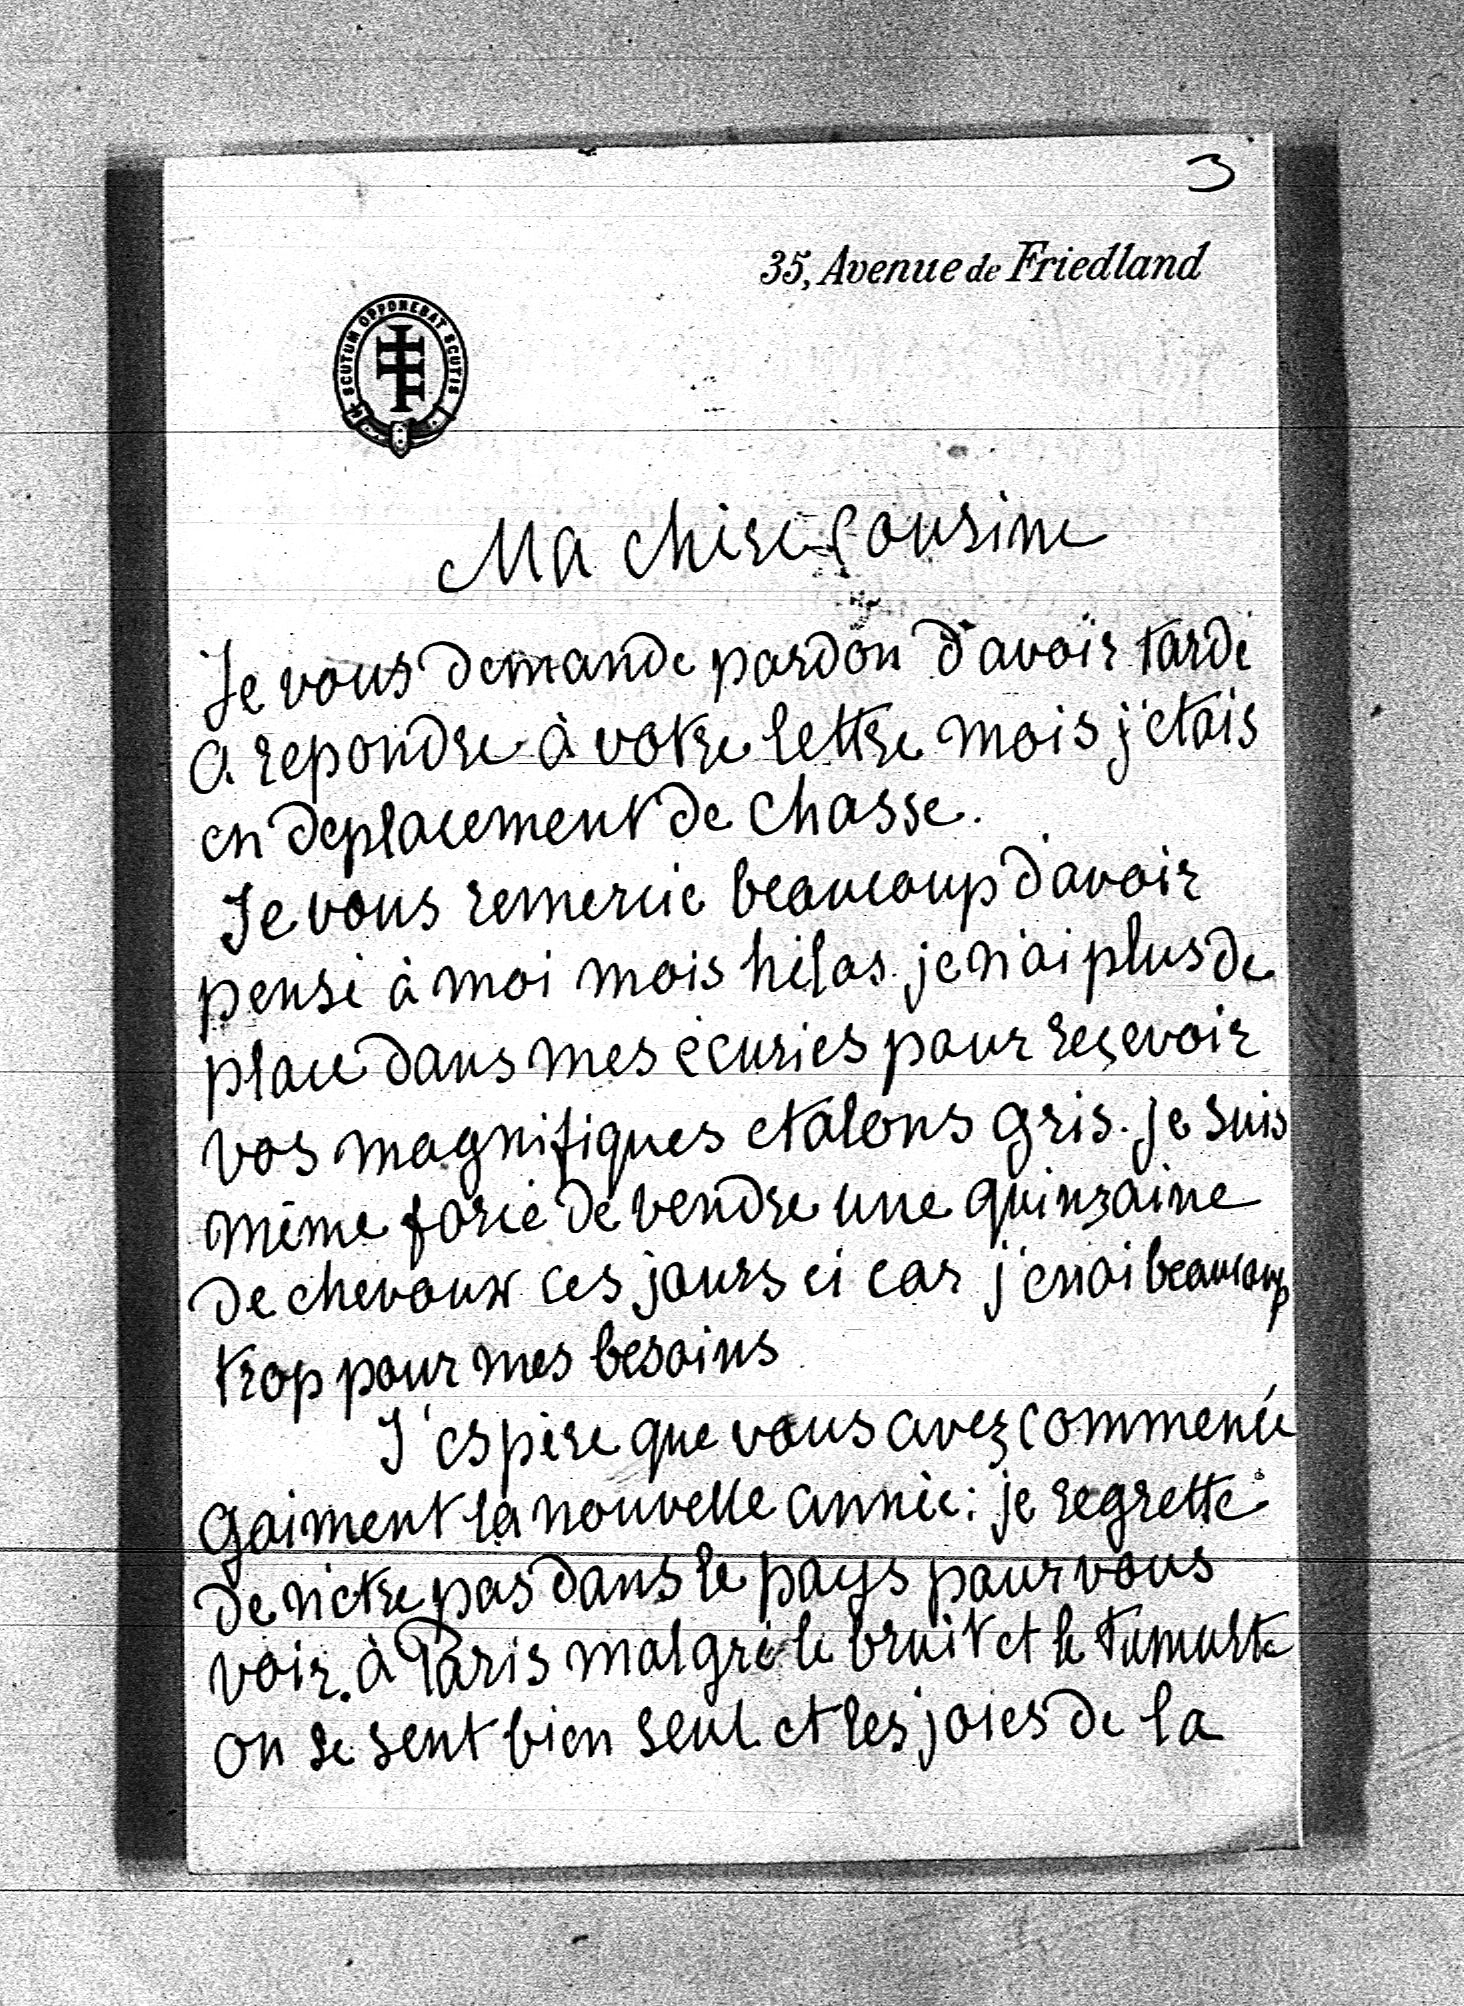 3
35, Avenue de Friedland
SCUTUM OPPONEBAT SCUTIS
Ma chère Cousine
Je vous demande pardon d'avoir tardé
a repondre à votre lettre mais j'étais
en deplacement de chasse.
Je vous remercie beaucoup d'avoir
pensé à moi mais hélas je n'ai plus de
place dans mes écuries pour reçevoir
vos magnifiques etalons gris. je suis
même forcé de vendre une quinzaine
de chevaux ces jours ci car j'en ai beaucoup
trop pour mes besoins
J'espère que vous avez commencé
gaiment la nouvelle année: je regrette
de n'etre pas dans le pays pour vous
voir. à Paris malgré le bruit et le tumulte
on se sent bien seul et les joies de la